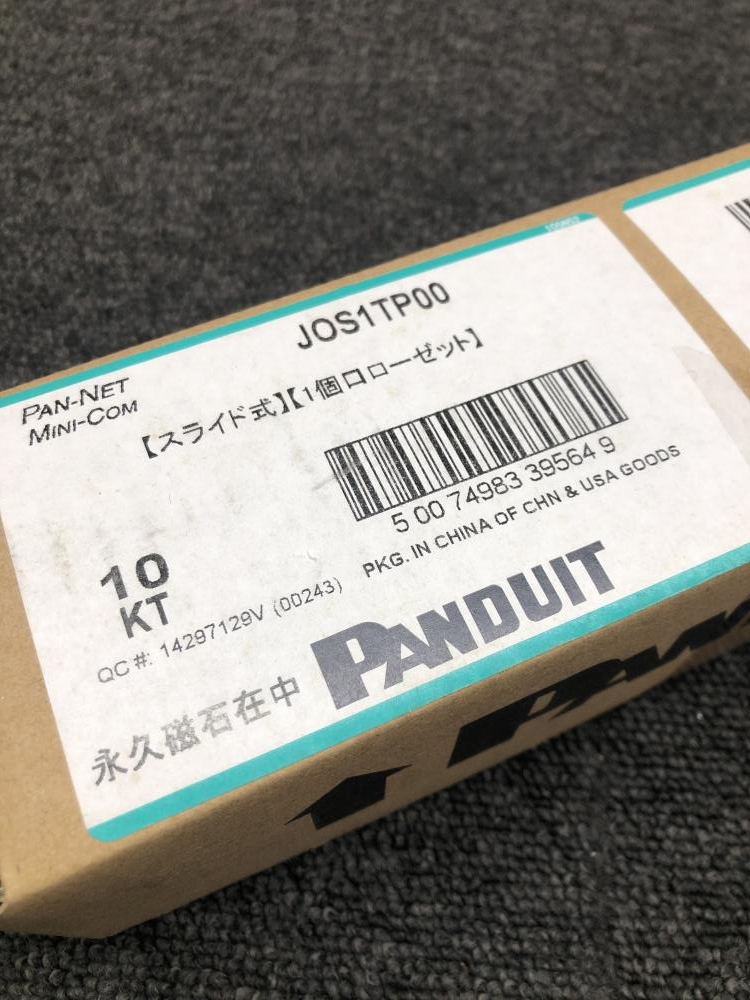 JOS1TP00
PAN-NET
MINI-COM
【スライド式】【1個口ローゼット】
5 00 74983 39564 9
PKG. IN CHINA OF CHN & USA GOODS
10
KT
QC #: 14297129V (00243)
PANDUIT
永久磁石在中